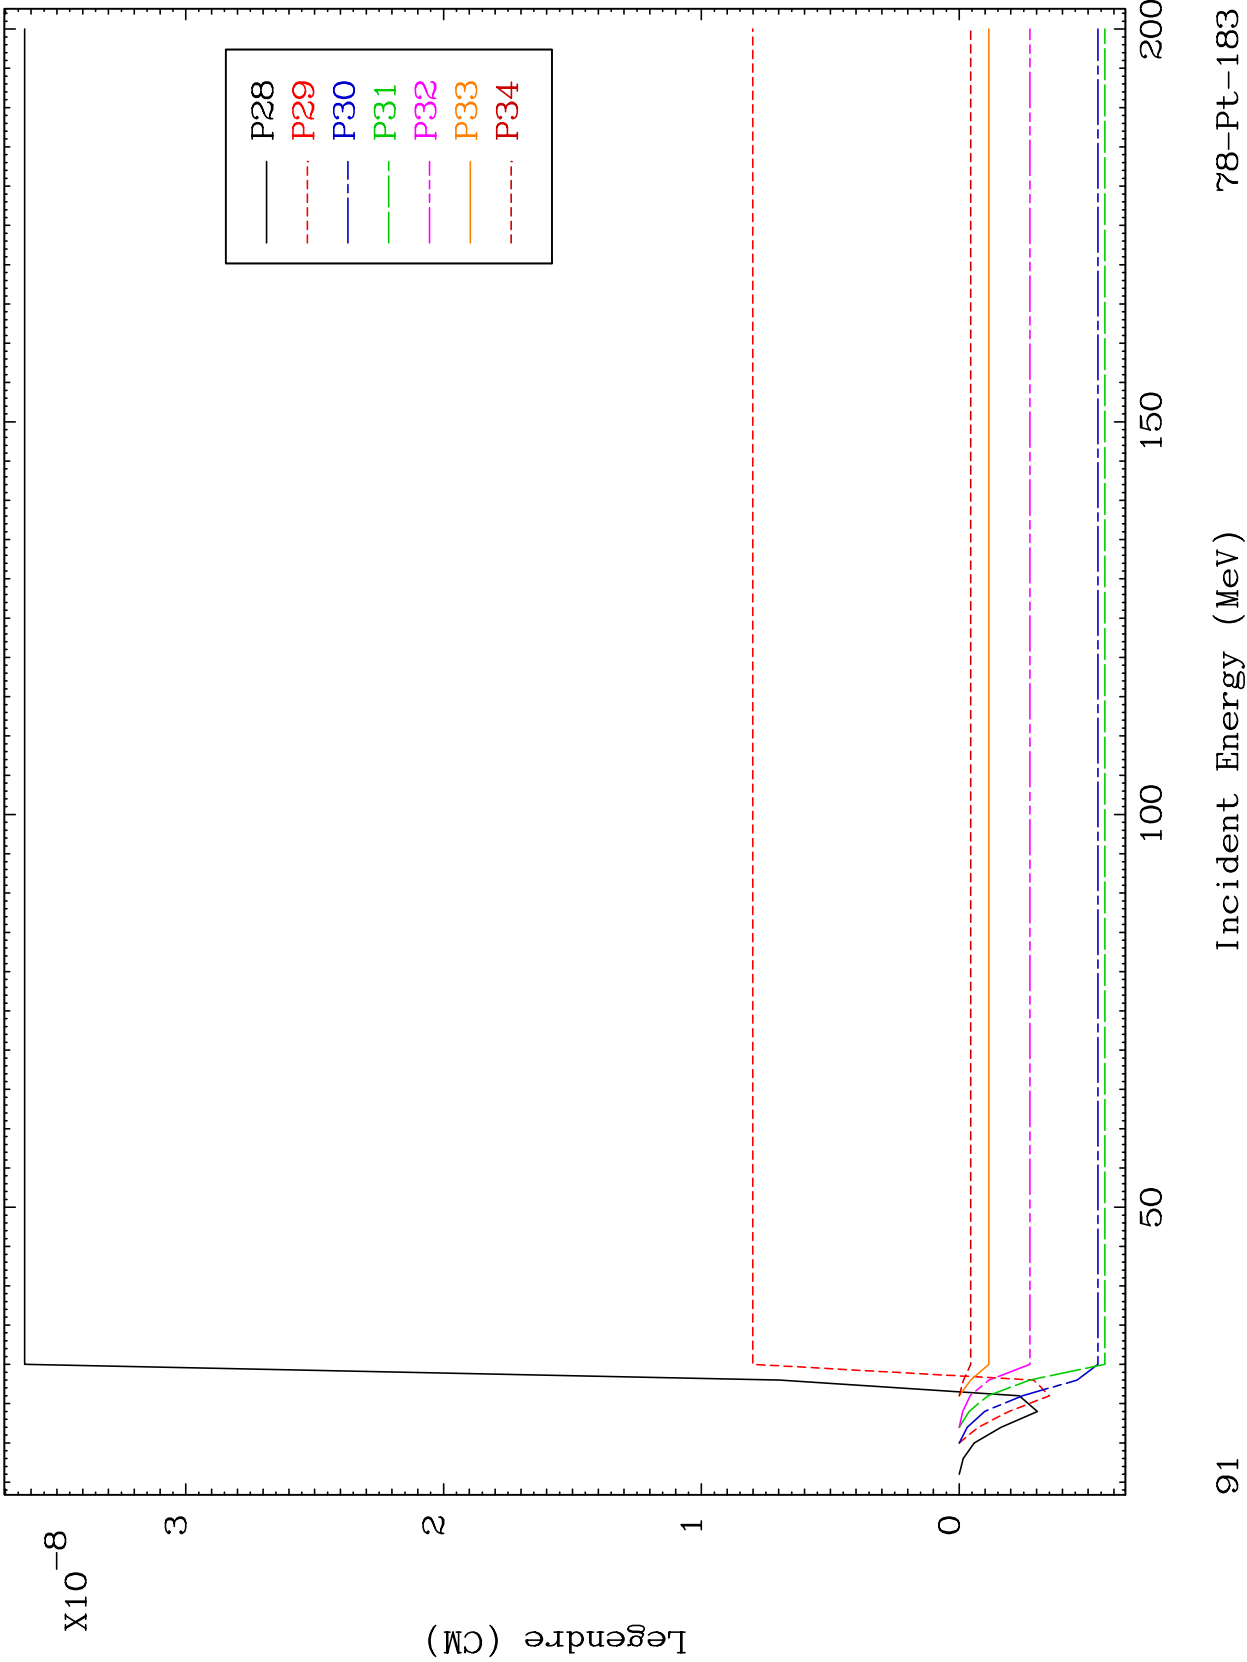 X10-8
Legendre (CM)
3
2
1
0
50
100
150
200
Incident Energy (MeV)
P28
P29
P30
P31
P32
P33
P34
91
78-Pt-183